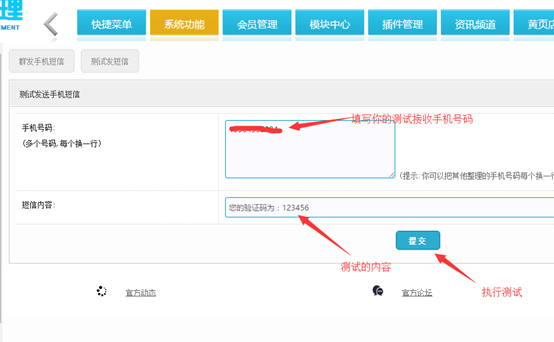 理
EMENT
快捷菜单
系统功能
会员管理
模块中心
插件管理
资讯频道
黄页店
群发手机短信
测试发短信
测试发送手机短信
手机号码:
(多个号码, 每个换一行)
填写你的测试接收手机号码
(提示: 你可以把其他整理的手机号码每个换一行
短信内容:
您的验证码为：123456
提 交
测试的内容
执行测试
官方动态
官方论坛